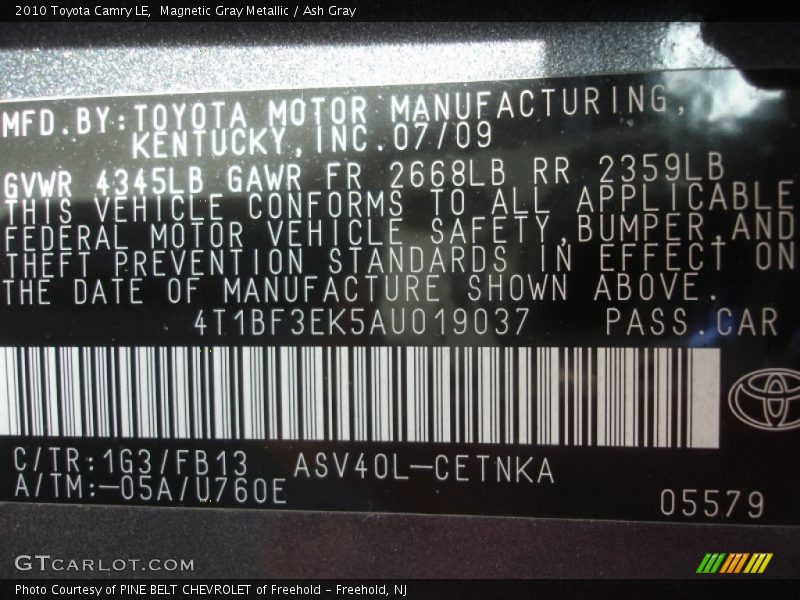 2010 Toyota Camry LE,  Magnetic Gray Metallic / Ash Gray
MFD.BY:TOYOTA MOTOR MANUFACTURING,
KENTUCKY,INC.07/09
GVWR 4345LB GAWR FR 2668LB RR 2359LB
THIS VEHICLE CONFORMS TO ALL APPLICABLE
FEDERAL MOTOR VEHICLE SAFETY,BUMPER,AND
THEFT PREVENTION STANDARDS IN EFFECT ON
THE DATE OF MANUFACTURE SHOWN ABOVE.
4T1BF3EK5AU019037 PASS.CAR
C/TR:1G3/FB13 ASV40L-CETNKA
A/TM:-05A/U760E
05579
GTCARLOT.COM
Photo Courtesy of PINE BELT CHEVROLET of Freehold - Freehold, NJ